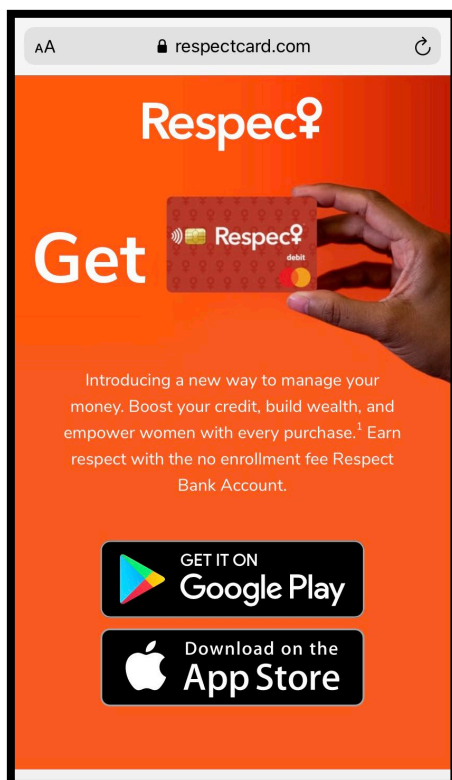 AA respectcard.com
Respec♀
Get
Respec♀
debit
Introducing a new way to manage your
money. Boost your credit, build wealth, and
empower women with every purchase.¹ Earn
respect with the no enrollment fee Respect
Bank Account.
GET IT ON
Google Play
Download on the
App Store